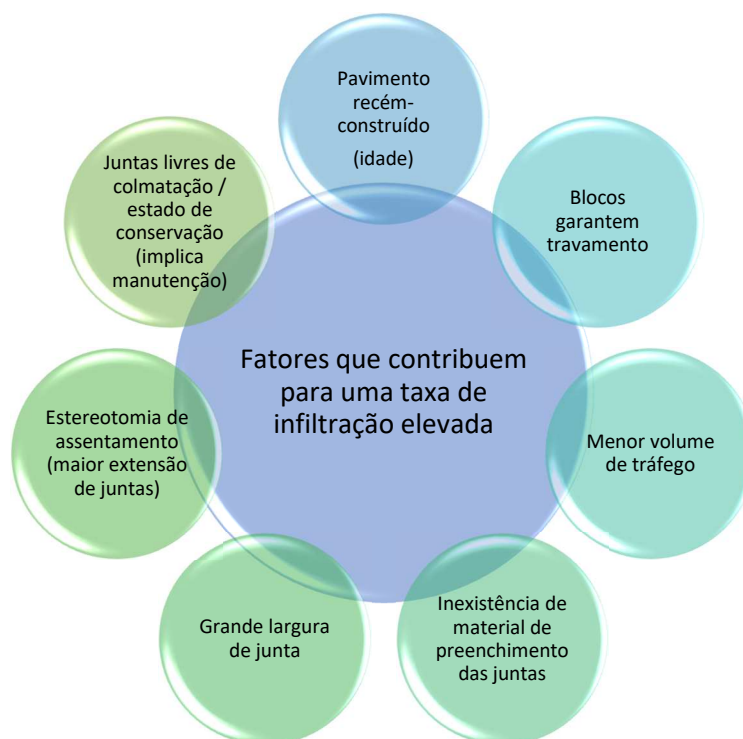 Pavimento
recém-
construído
(idade)
Blocos
garantem
travamento
Menor volume
de tráfego
Inexistência de
material de
preenchimento
das juntas
Grande largura
de junta
Estereotomia de
assentamento
(maior extensão
de juntas)
Juntas livres de
colmatação /
estado de
conservação
(implica
manutenção)
Fatores que contribuem
para uma taxa de
infiltração elevada